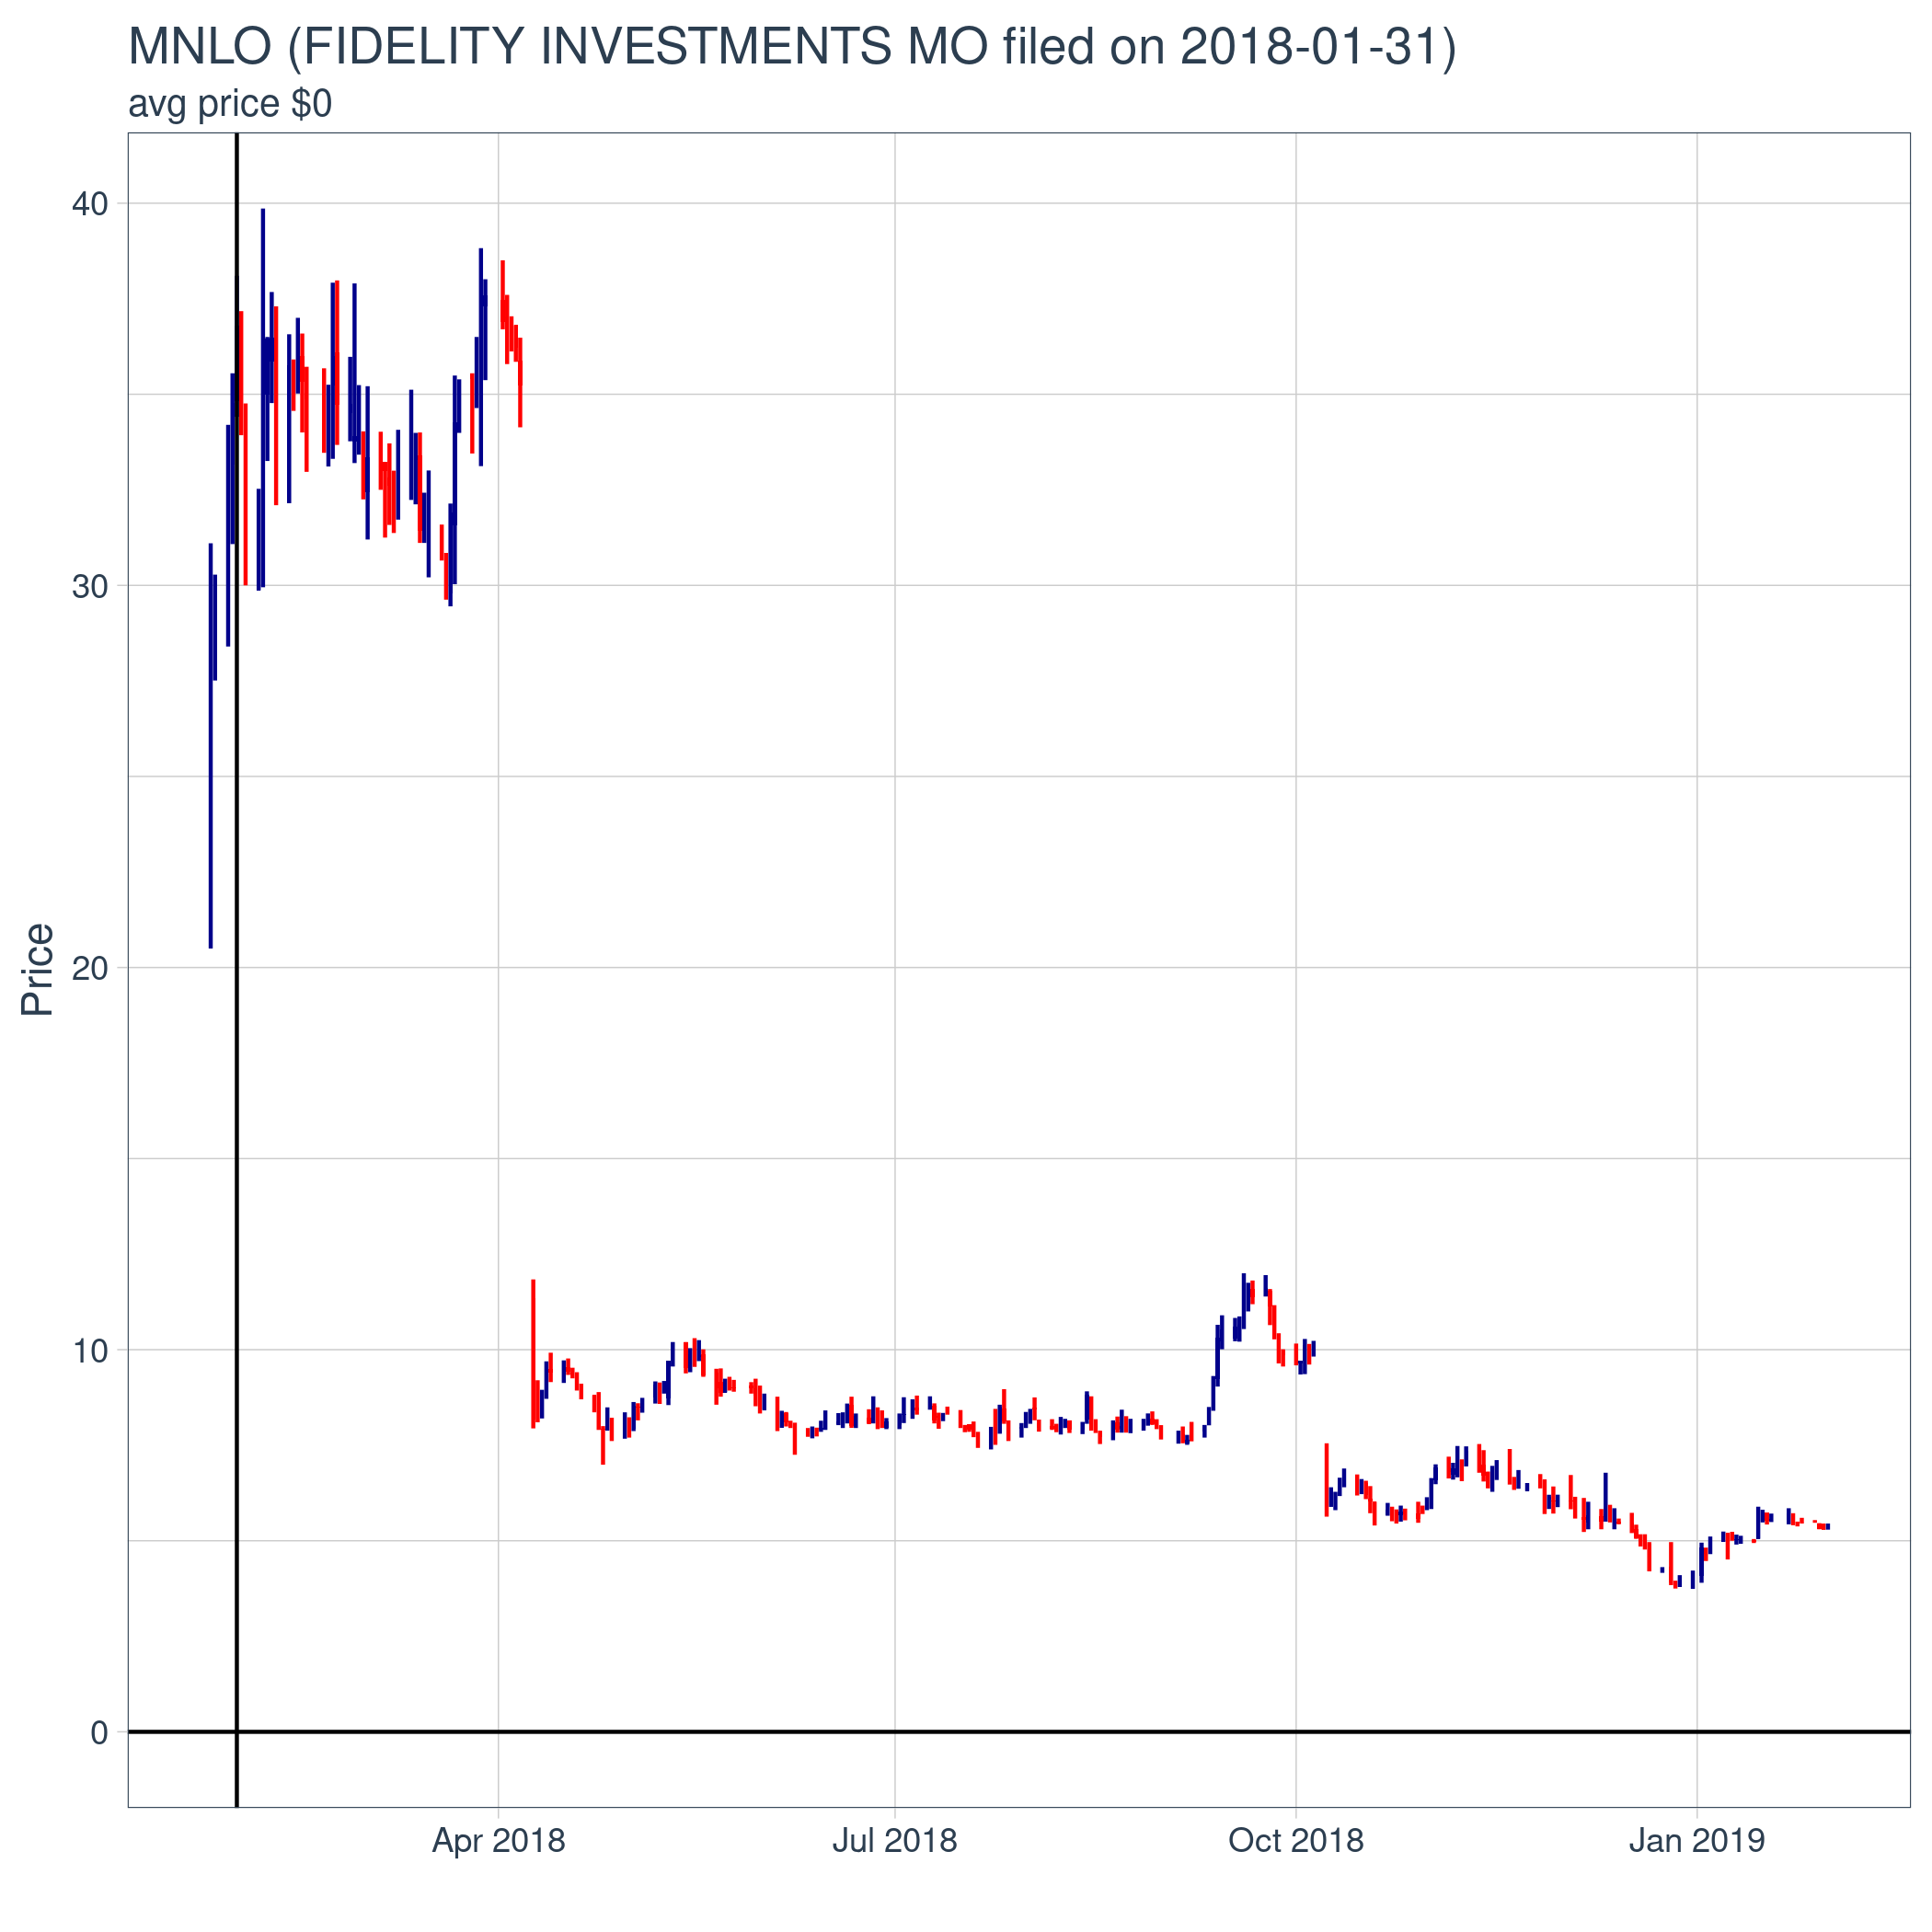 MNLO (FIDELITY INVESTMENTS MO filed on 2018-01-31)
avg price $0
40
30
20
10
0
Price
Apr 2018
Jul 2018
Oct 2018
Jan 2019